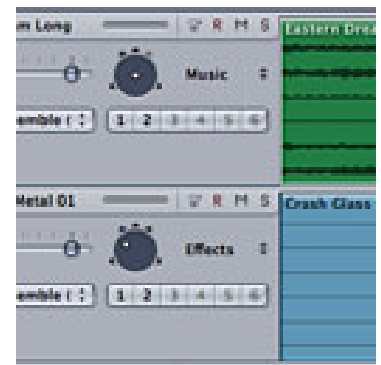 m Long R M S Eastern Drea
Music
emble ( 1 2 3 4 5 6
Metal 01 R M S Crash Glass
Effects
emble ( 1 2 3 4 5 6